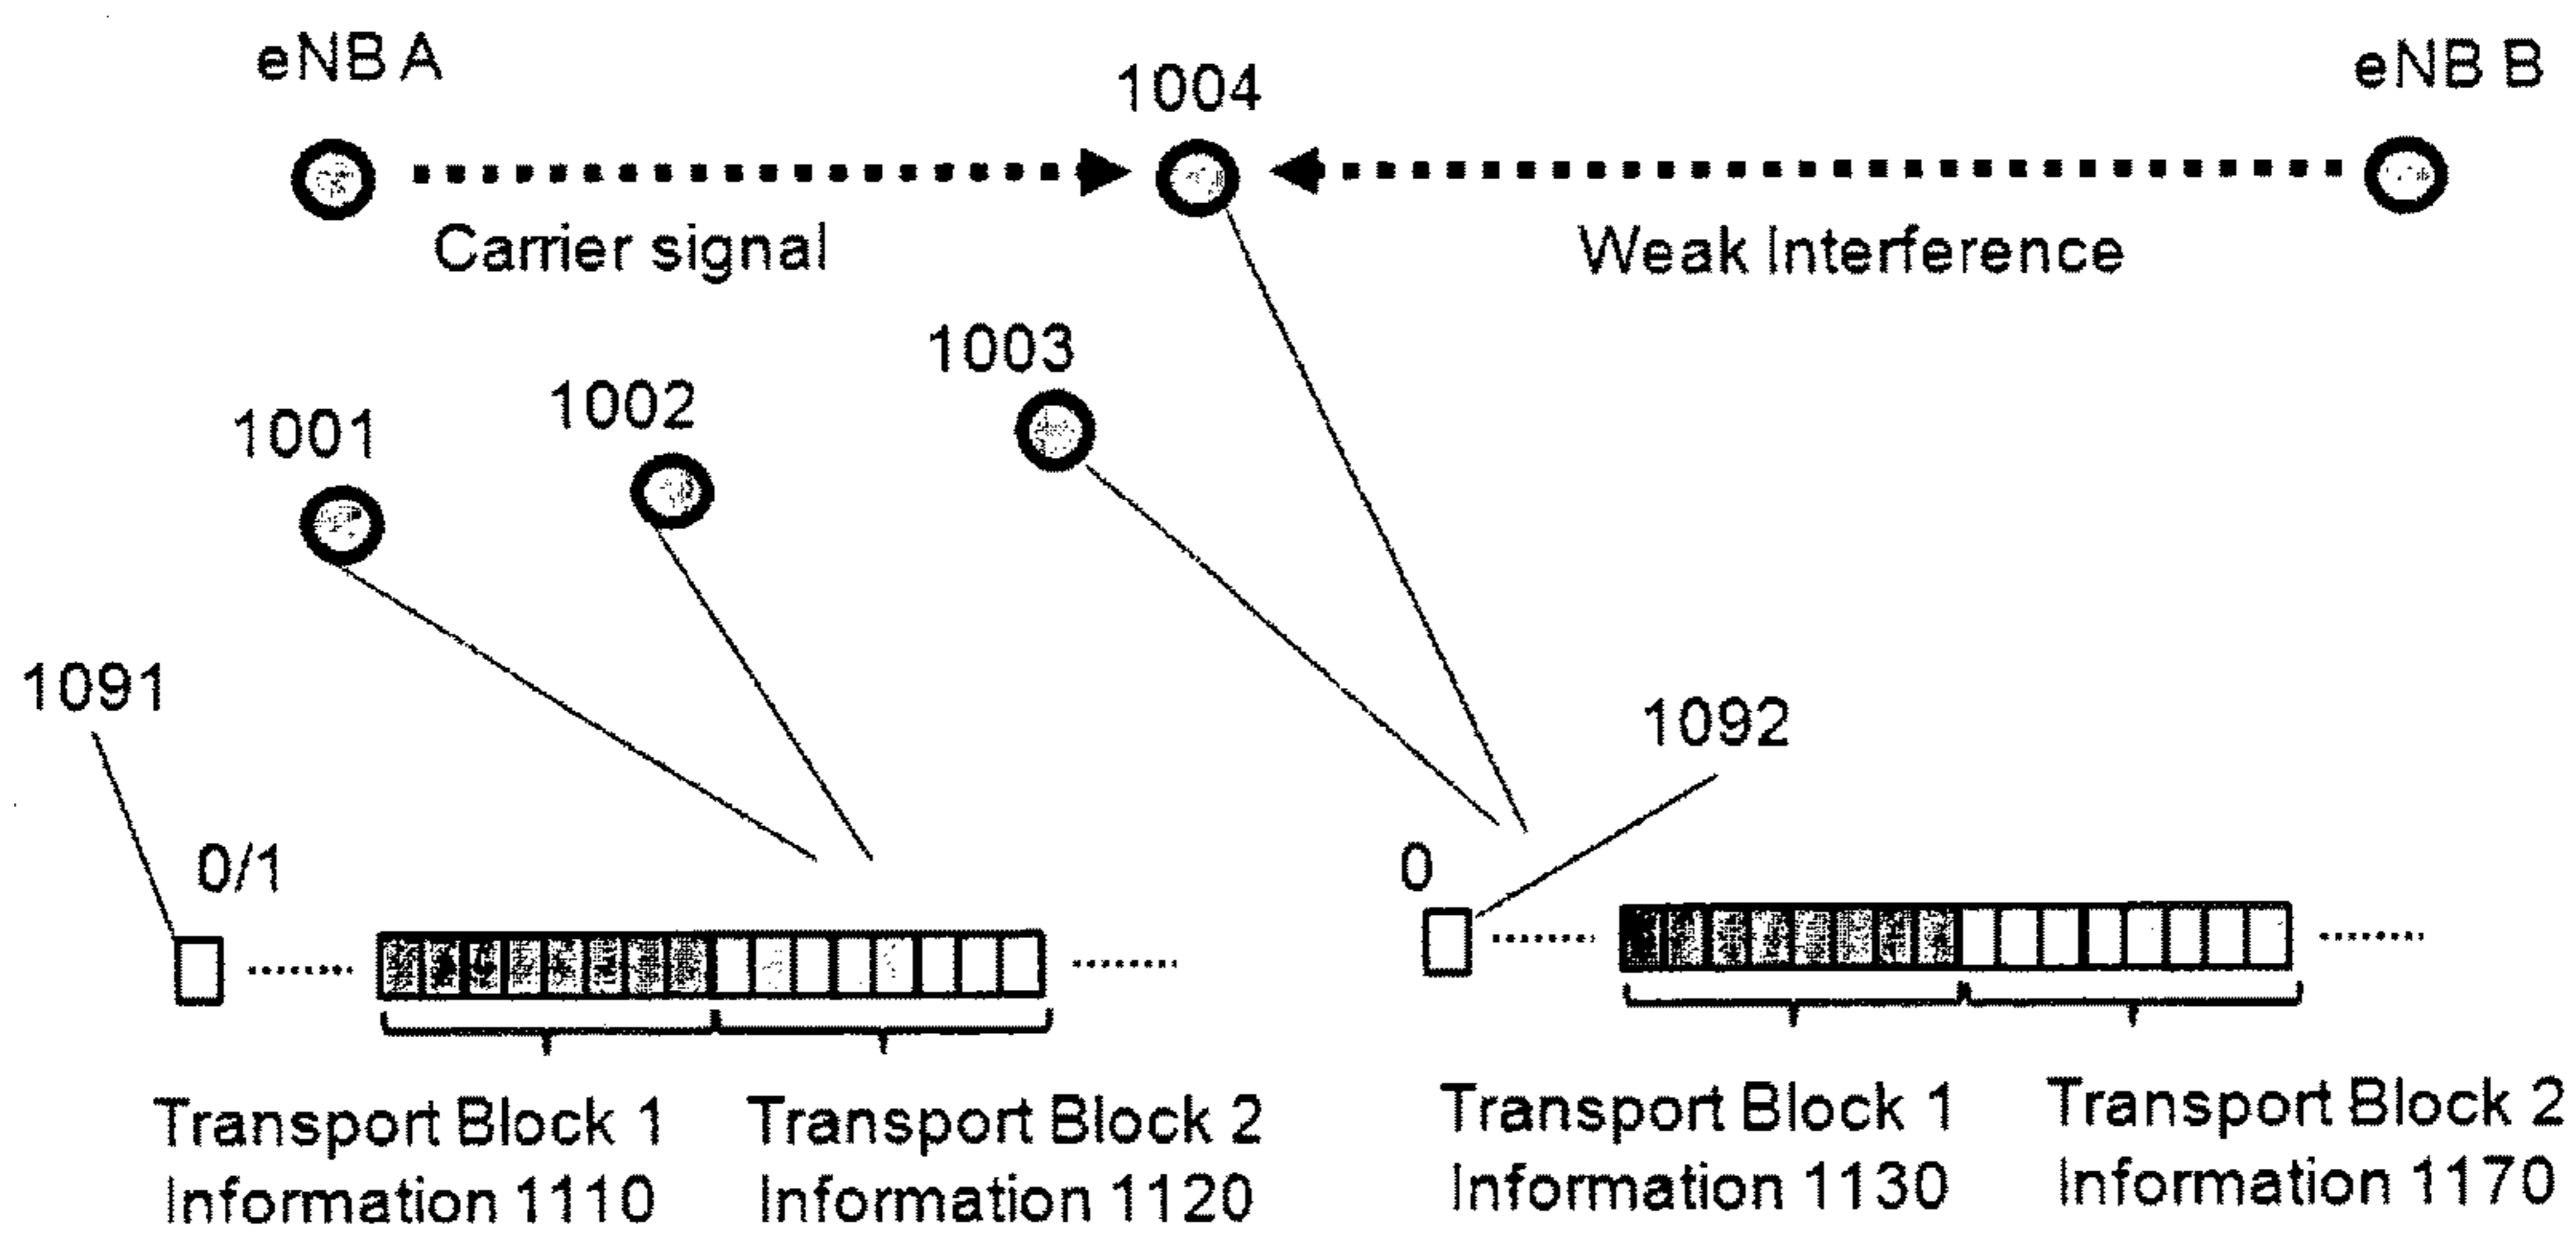 eNB A
1004
eNB B
Carrier signal
Weak Interference
1003
1002
1001
1091
1092
0/1
0
Transport Block 1
Information 1110
Transport Block 2
Information 1120
Transport Block 1
Information 1130
Transport Block 2
Information 1170